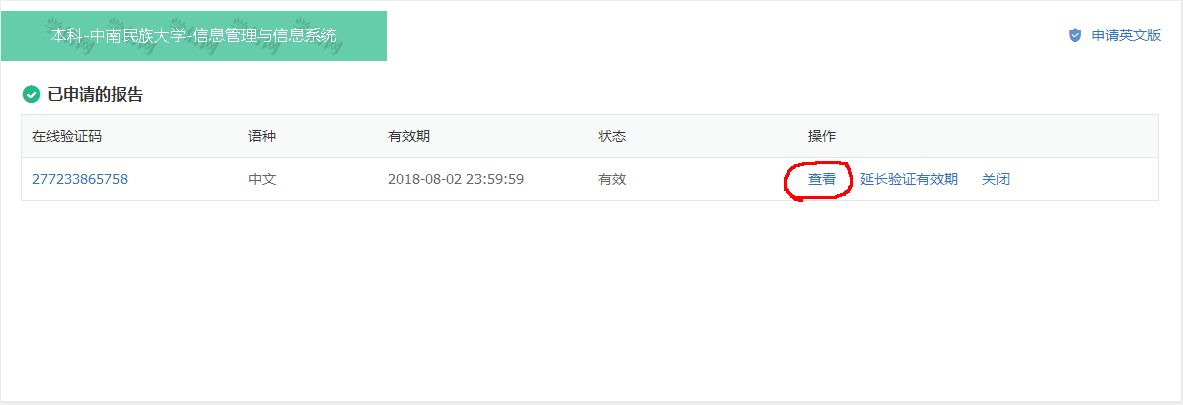 本科-中南民族大学-信息管理与信息系统
申请英文版
已申请的报告
在线验证码 语种 有效期 状态 操作
277233865758 中文 2018-08-02 23:59:59 有效 查看 延长验证有效期 关闭